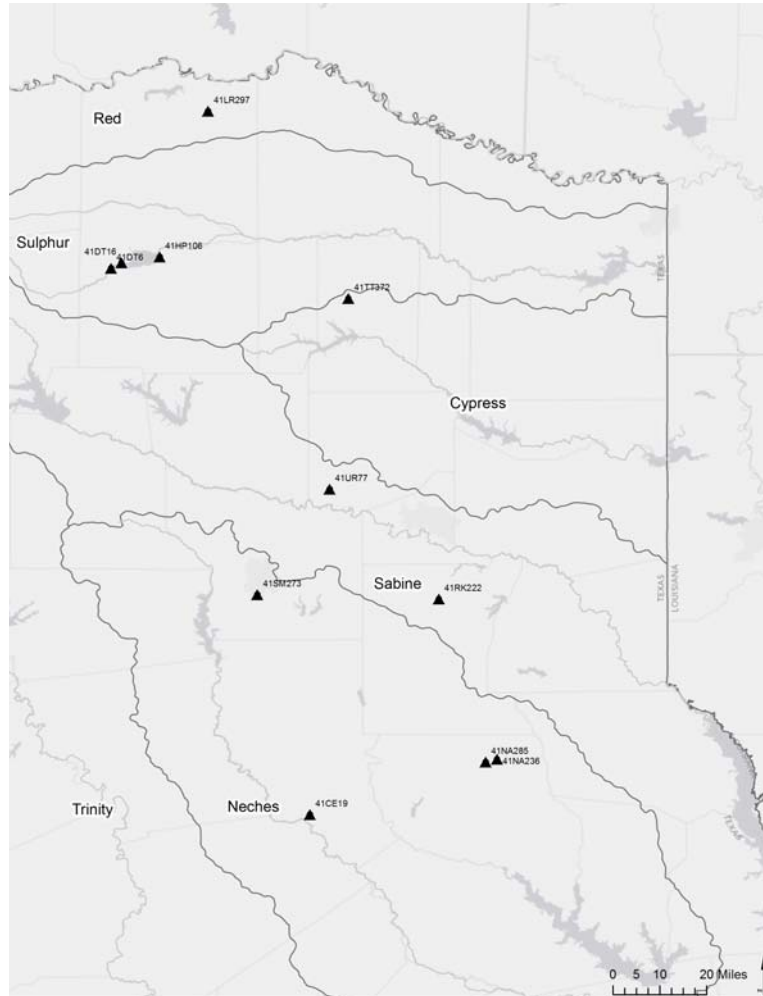 41LR297
Red
Sulphur
41HP106
41DT16
41DT6
TEXAS
41TT372
Cypress
41UR77
41SM273
Sabine
41RK222
TEXAS
LOUISIANA
41NA285
41NA236
Trinity
Neches
41CE19
TEXAS
0 5 10 20 Miles